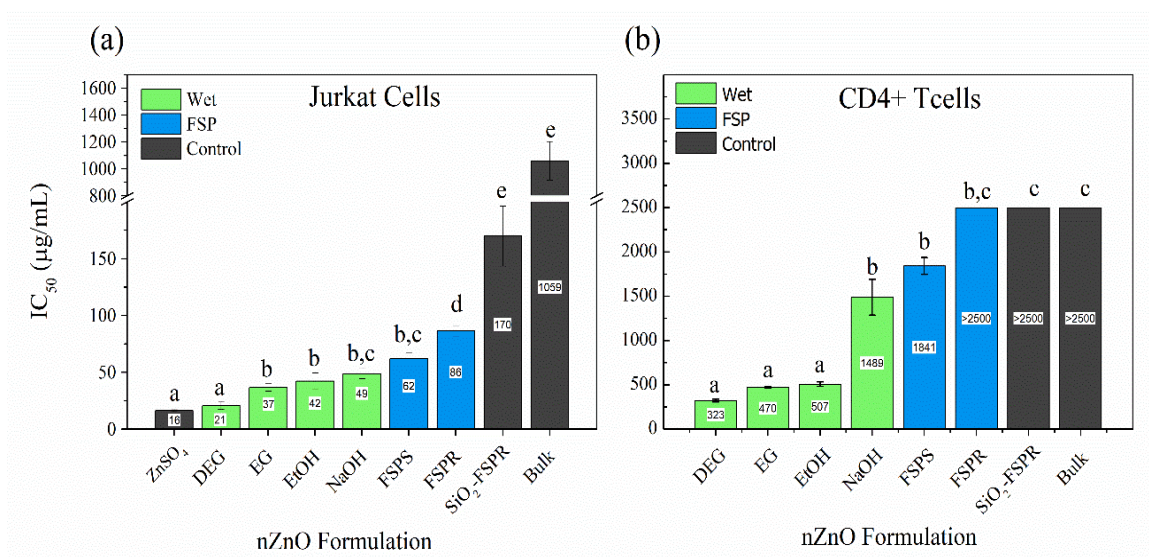 (a)
Jurkat Cells
Wet
FSP
Control
IC50 (µg/mL)
1600
1400
1200
1000
800
150
100
50
0
a
a
b
b
b,c
b,c
d
e
e
16
21
37
42
49
62
86
170
1059
ZnSO4
DEG
EG
EtOH
NaOH
FSPS
FSPR
SiO2-FSPR
Bulk
nZnO Formulation
(b)
CD4+ Tcells
Wet
FSP
Control
3500
3000
2500
2000
1500
1000
500
0
a
a
a
b
b
b,c
c
c
323
470
507
1489
1841
>2500
>2500
>2500
DEG
EG
EtOH
NaOH
FSPS
FSPR
SiO2-FSPR
Bulk
nZnO Formulation